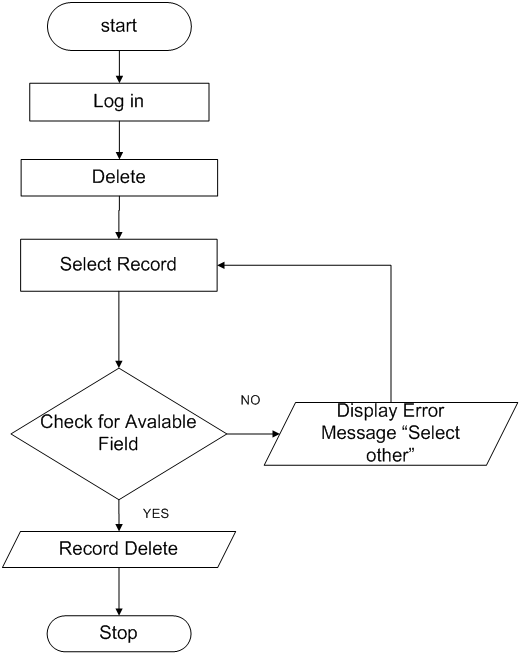 start
Log in
Delete
Select Record
Check for Avalable
Field
NO
Display Error
Message “Select
other”
YES
Record Delete
Stop